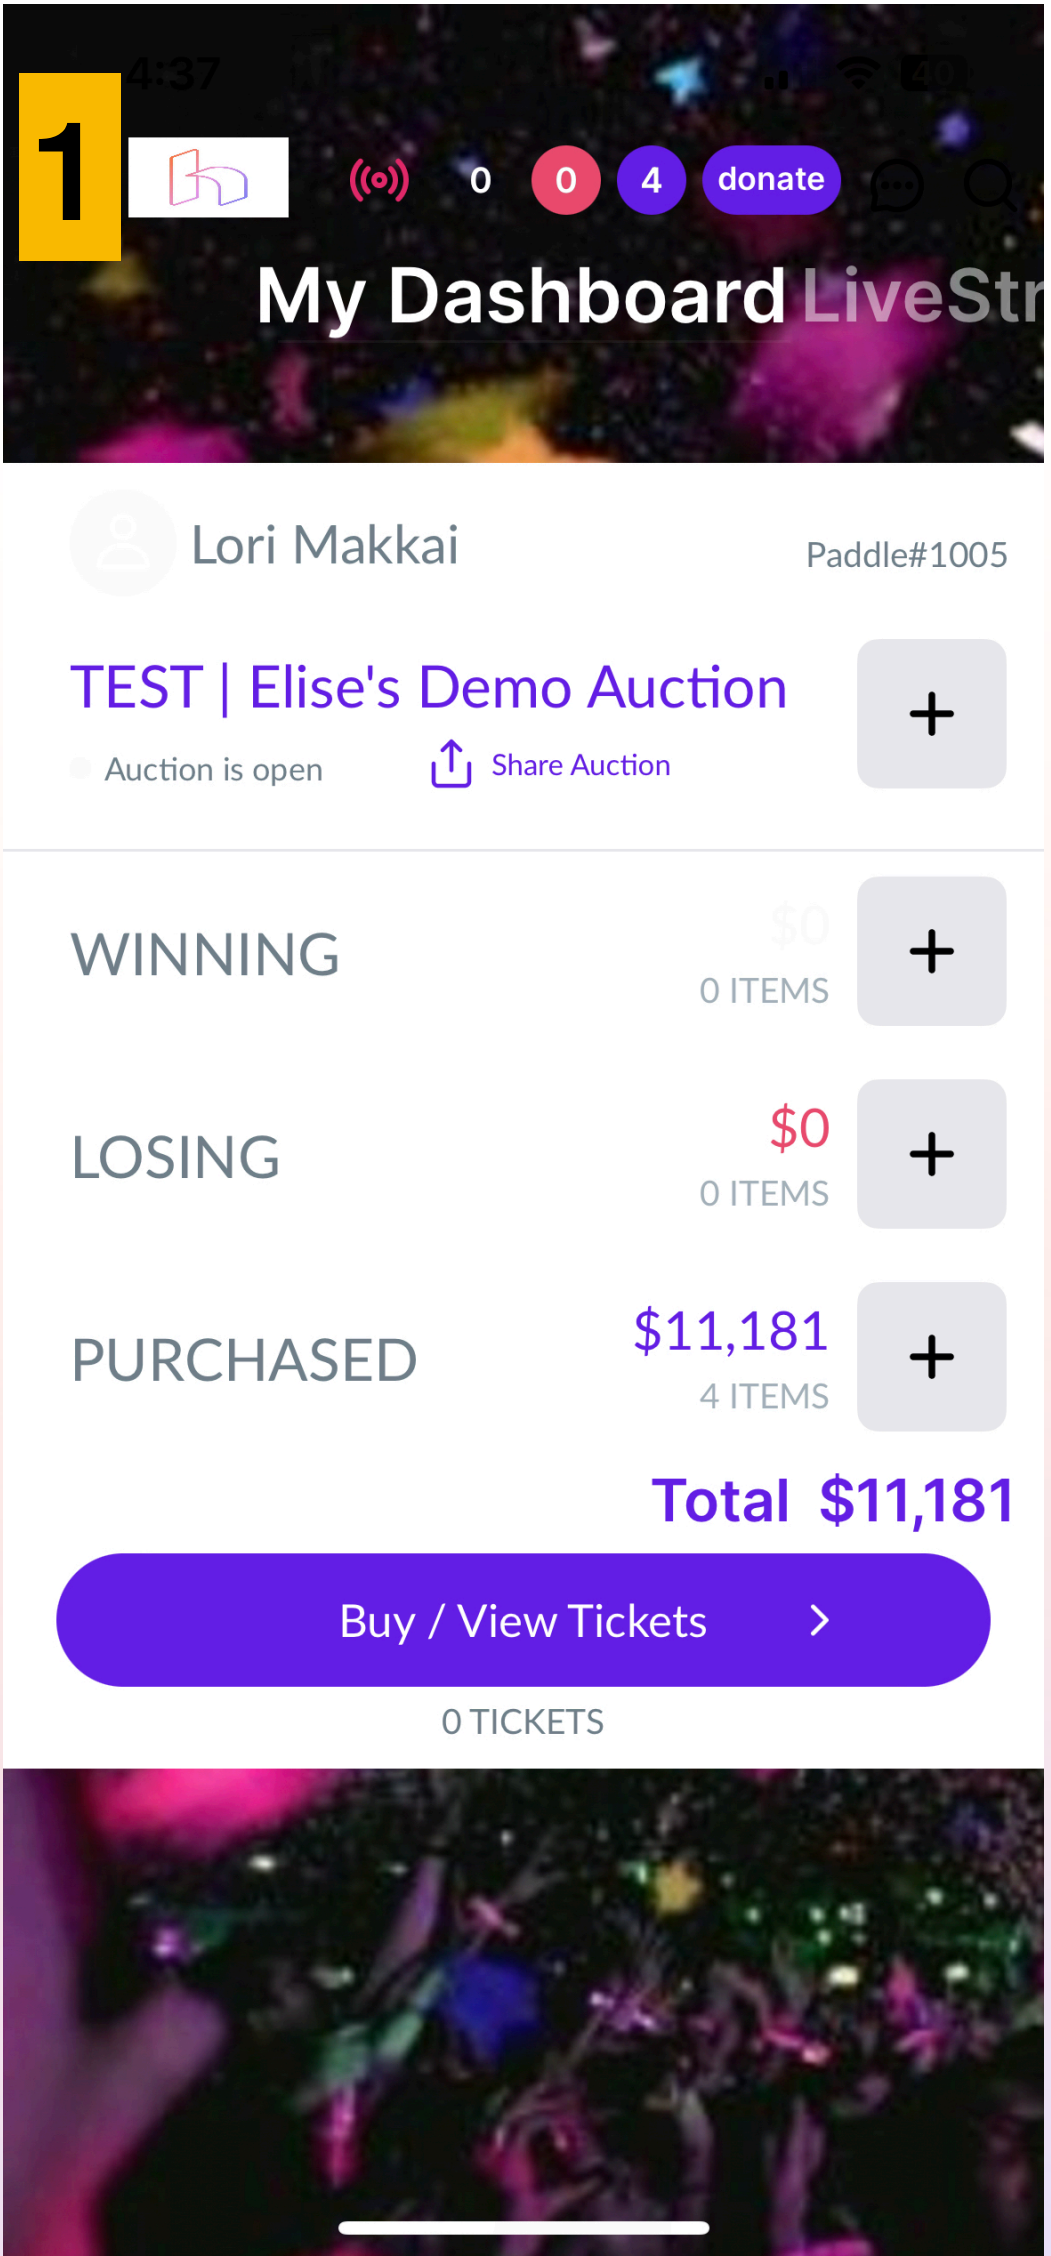 4:37
40
1
0
0
4
donate
My Dashboard LiveStr
Lori Makkai
Paddle#1005
TEST | Elise's Demo Auction
Auction is open
Share Auction
WINNING
$0
0 ITEMS
LOSING
$0
0 ITEMS
PURCHASED
$11,181
4 ITEMS
Total $11,181
Buy / View Tickets
0 TICKETS